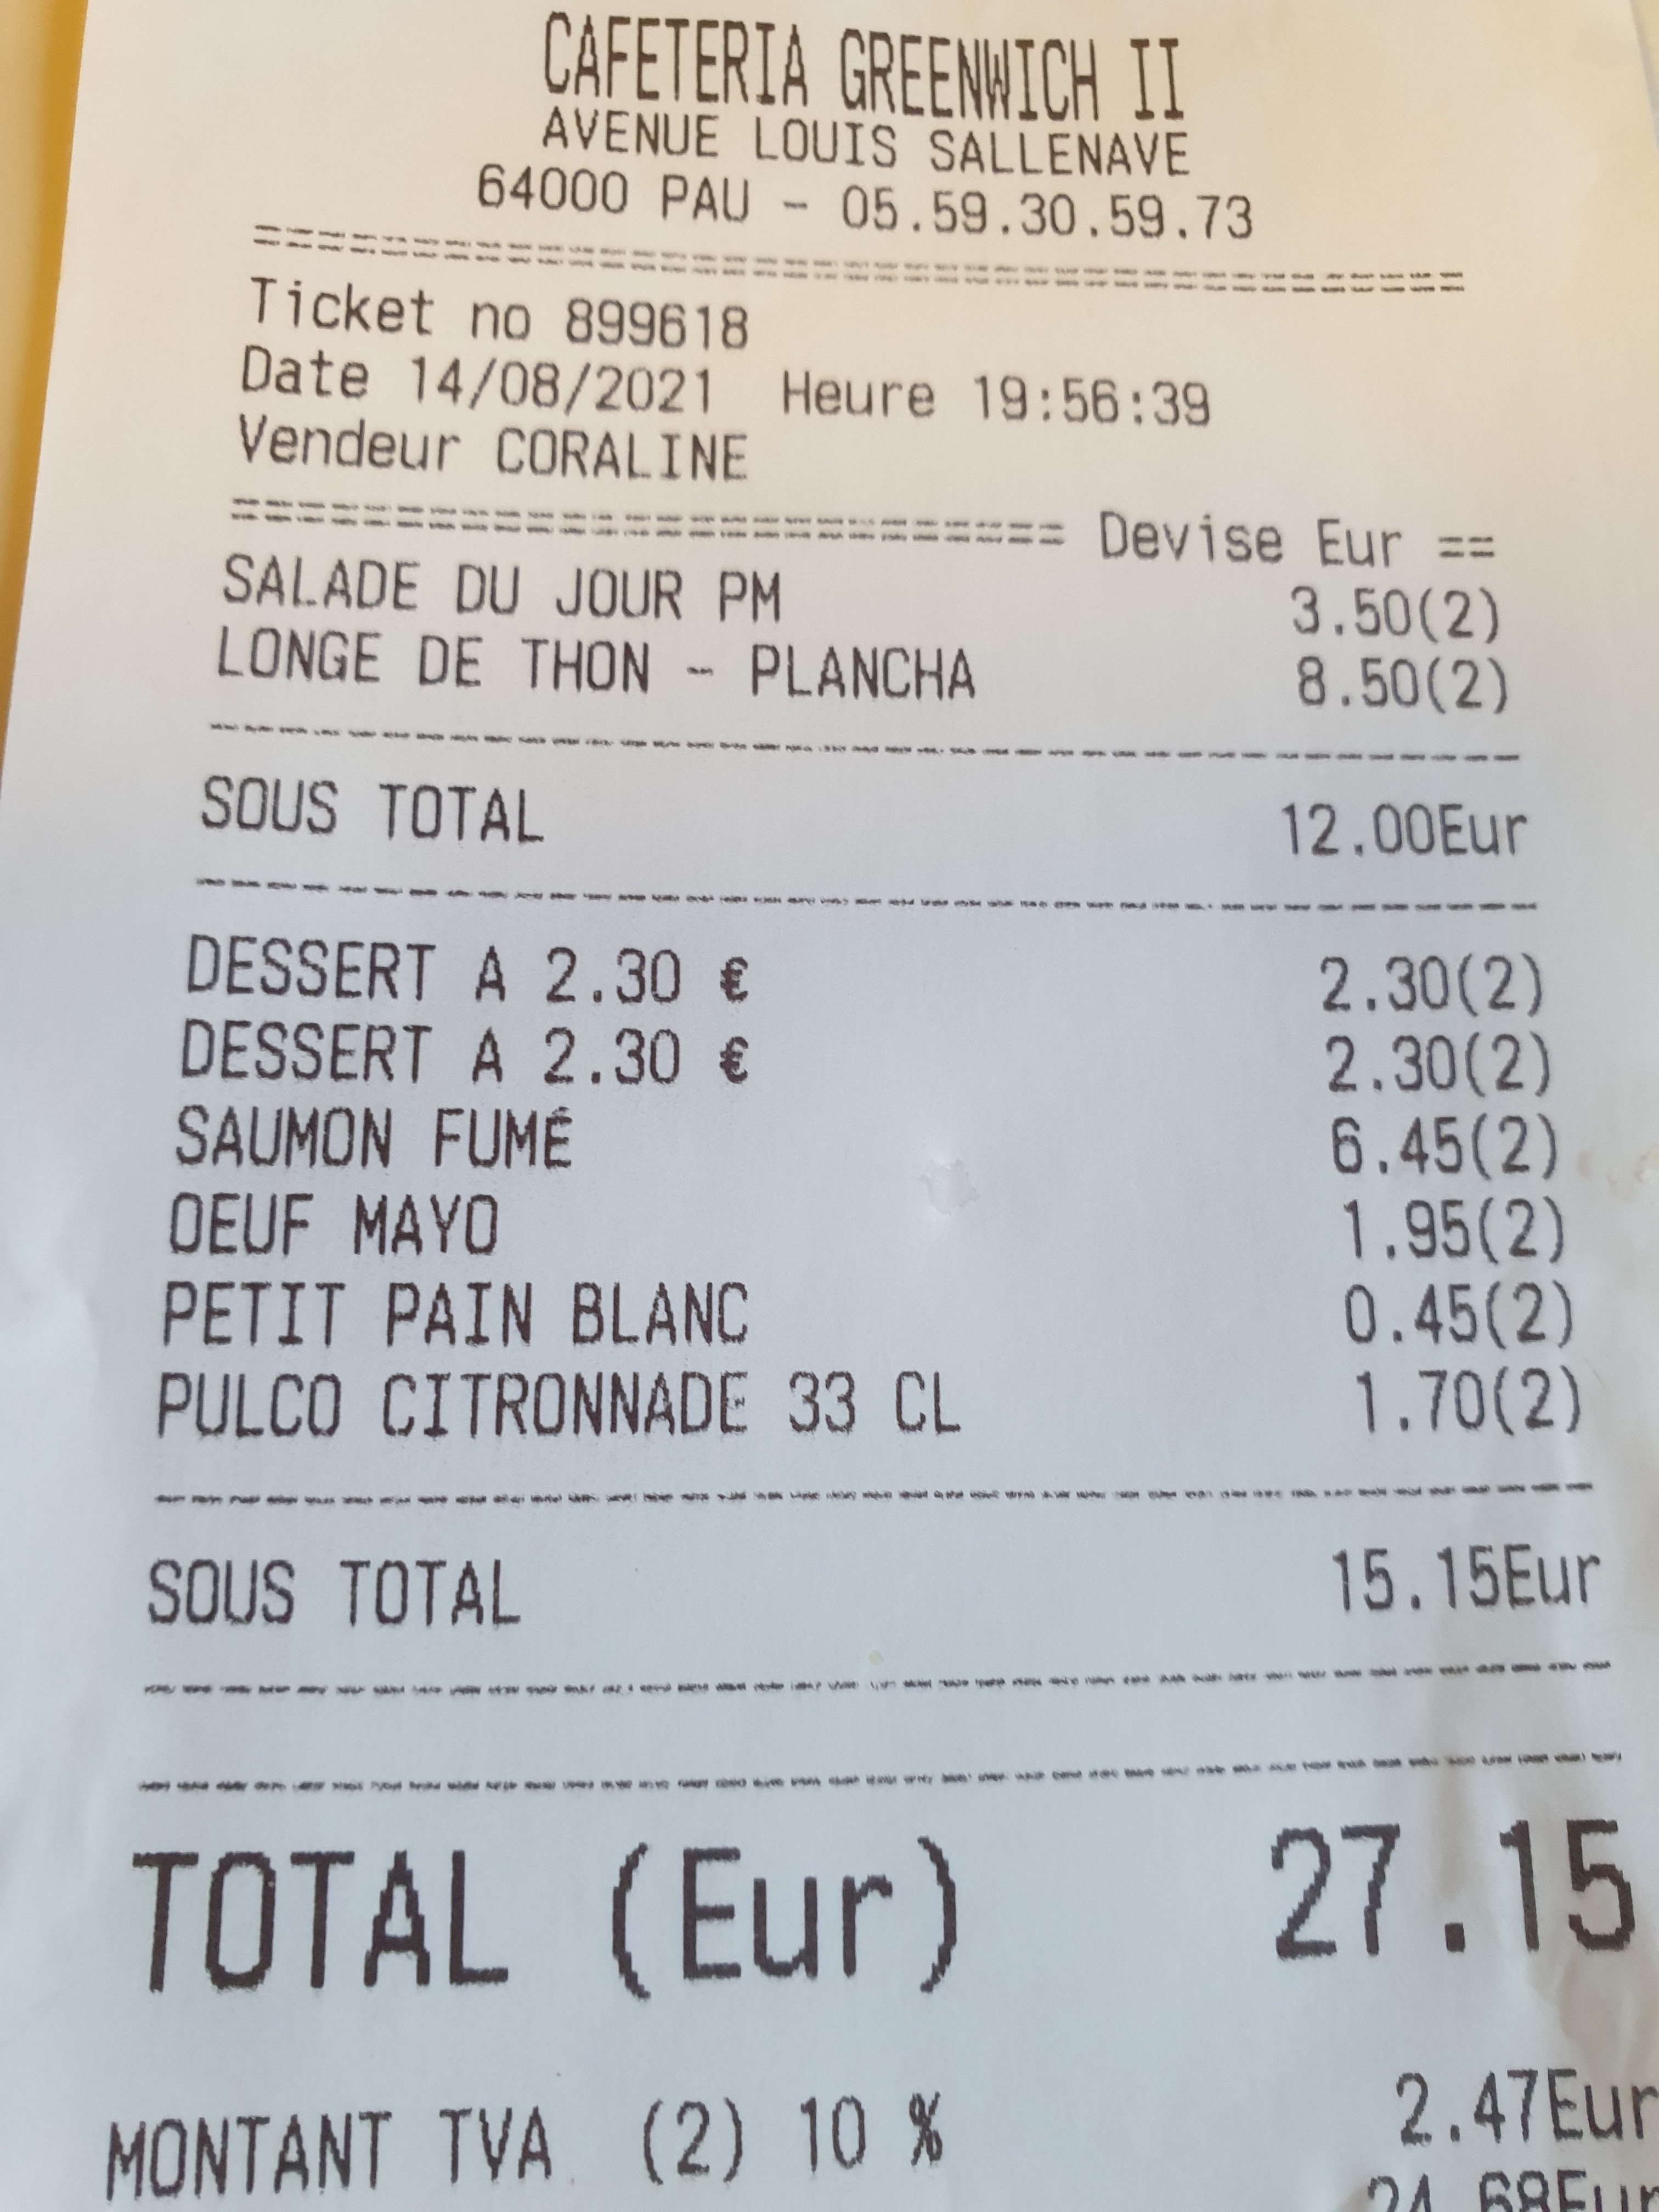 CAFETERIA GREENWICH II
AVENUE LOUIS SALLENAVE
64000 PAU - 05.59.30.59.73
Ticket no 899618
Date 14/08/2021 Heure 19:56:39
Vendeur CORALINE
Devise Eur ==
SALADE DU JOUR PM 3.50(2)
LONGE DE THON - PLANCHA 8.50(2)
SOUS TOTAL 12.00Eur
DESSERT A 2.30 € 2.30(2)
DESSERT A 2.30 € 2.30(2)
SAUMON FUMÉ 6.45(2)
OEUF MAYO 1.95(2)
PETIT PAIN BLANC 0.45(2)
PULCO CITRONNADE 33 CL 1.70(2)
SOUS TOTAL 15.15Eur
TOTAL (Eur) 27.15
MONTANT TVA (2) 10 % 2.47Eur
24.68Eur